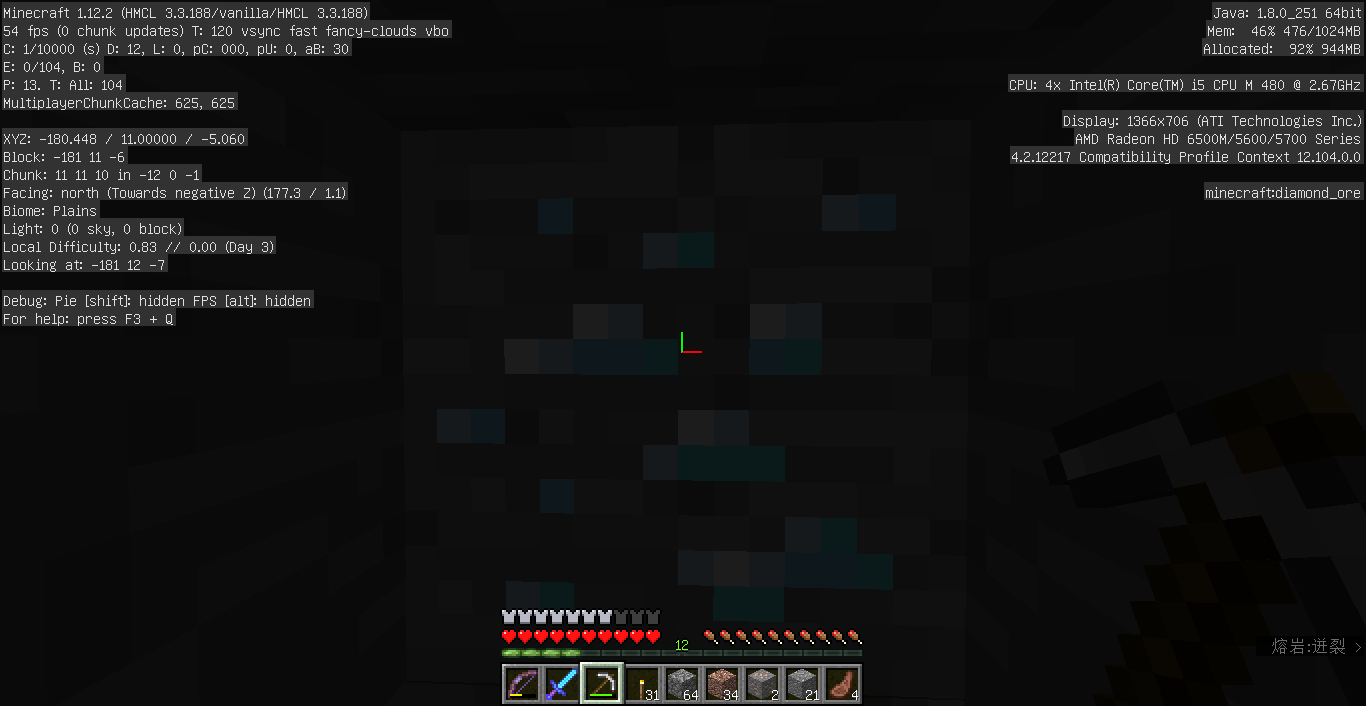 Minecraft 1.12.2 (HMCL 3.3.188/vanilla/HMCL 3.3.188)
54 fps (0 chunk updates) T: 120 vsync fast fancy-clouds vbo
C: 1/10000 (s) D: 12, L: 0, pC: 000, pU: 0, aB: 30
E: 0/104, B: 0
P: 13. T: All: 104
MultiplayerChunkCache: 625, 625
XYZ: -180.448 / 11.00000 / -5.060
Block: -181 11 -6
Chunk: 11 11 10 in -12 0 -1
Facing: north (Towards negative Z) (177.3 / 1.1)
Biome: Plains
Light: 0 (0 sky, 0 block)
Local Difficulty: 0.83 // 0.00 (Day 3)
Looking at: -181 12 -7
Debug: Pie [shift]: hidden FPS [alt]: hidden
For help: press F3 + Q
Java: 1.8.0_251 64bit
Mem: 46% 476/1024MB
Allocated: 92% 944MB
CPU: 4x Intel(R) Core(TM) i5 CPU M 480 @ 2.67GHz
Display: 1366x706 (ATI Technologies Inc.)
AMD Radeon HD 6500M/5600/5700 Series
4.2.12217 Compatibility Profile Context 12.104.0.0
minecraft:diamond_ore
熔岩:迸裂 >
12
31 64 34 2 21 4